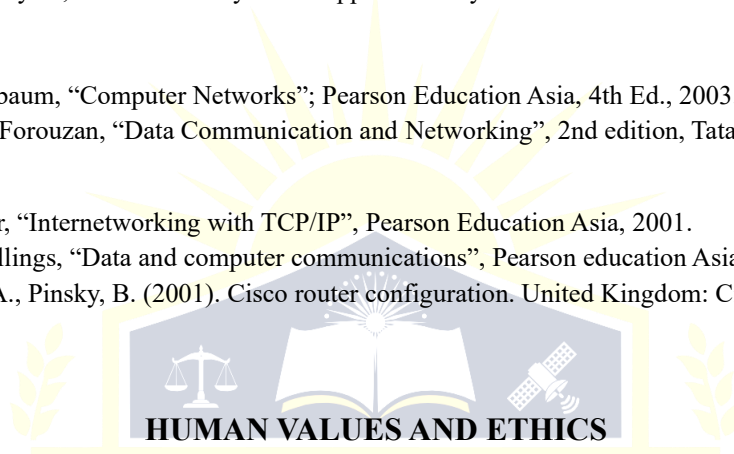 baum, “Computer Networks”; Pearson Education Asia, 4th Ed., 2003
Forouzan, “Data Communication and Networking”, 2nd edition, Tata
r, “Internetworking with TCP/IP”, Pearson Education Asia, 2001.
llings, “Data and computer communications”, Pearson education Asia
A., Pinsky, B. (2001). Cisco router configuration. United Kingdom: C
HUMAN VALUES AND ETHICS